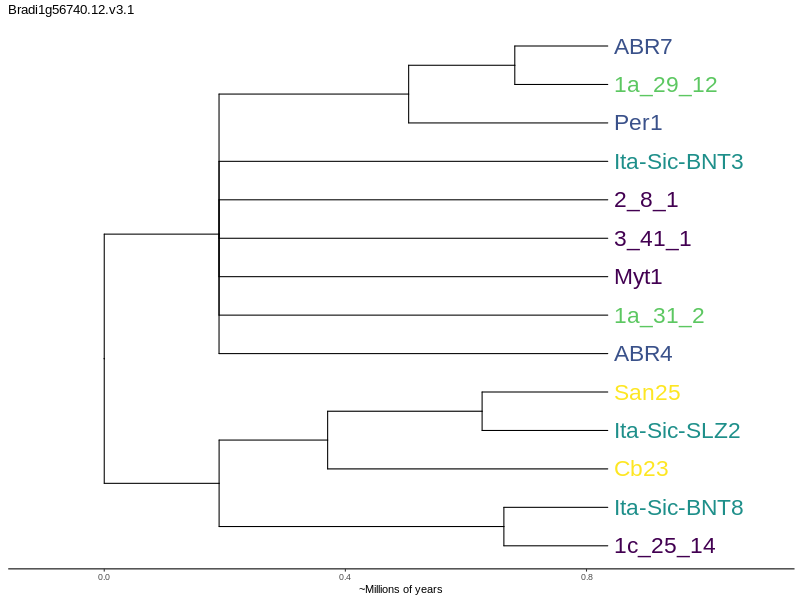 Bradi1g56740.12.v3.1
ABR7
1a_29_12
Per1
Ita-Sic-BNT3
2_8_1
3_41_1
Myt1
1a_31_2
ABR4
San25
Ita-Sic-SLZ2
Cb23
Ita-Sic-BNT8
1c_25_14
0.0 0.4 0.8
~Millions of years